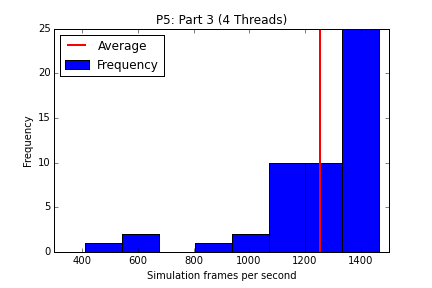 P5: Part 3 (4 Threads)
25
20
15
10
5
0
Frequency
Average
Frequency
400 600 800 1000 1200 1400
Simulation frames per second